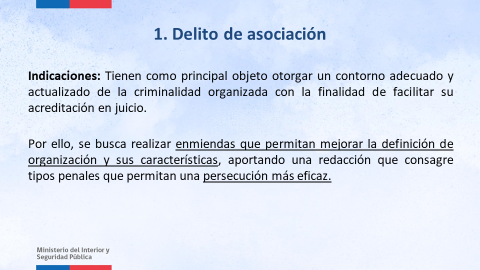 1. Delito de asociación
Indicaciones: Tienen como principal objeto otorgar un contorno adecuado y
actualizado de la criminalidad organizada con la finalidad de facilitar su
acreditación en juicio.
Por ello, se busca realizar enmiendas que permitan mejorar la definición de
organización y sus características, aportando una redacción que consagre
tipos penales que permitan una persecución más eficaz.
Ministerio del Interior y
Seguridad Pública